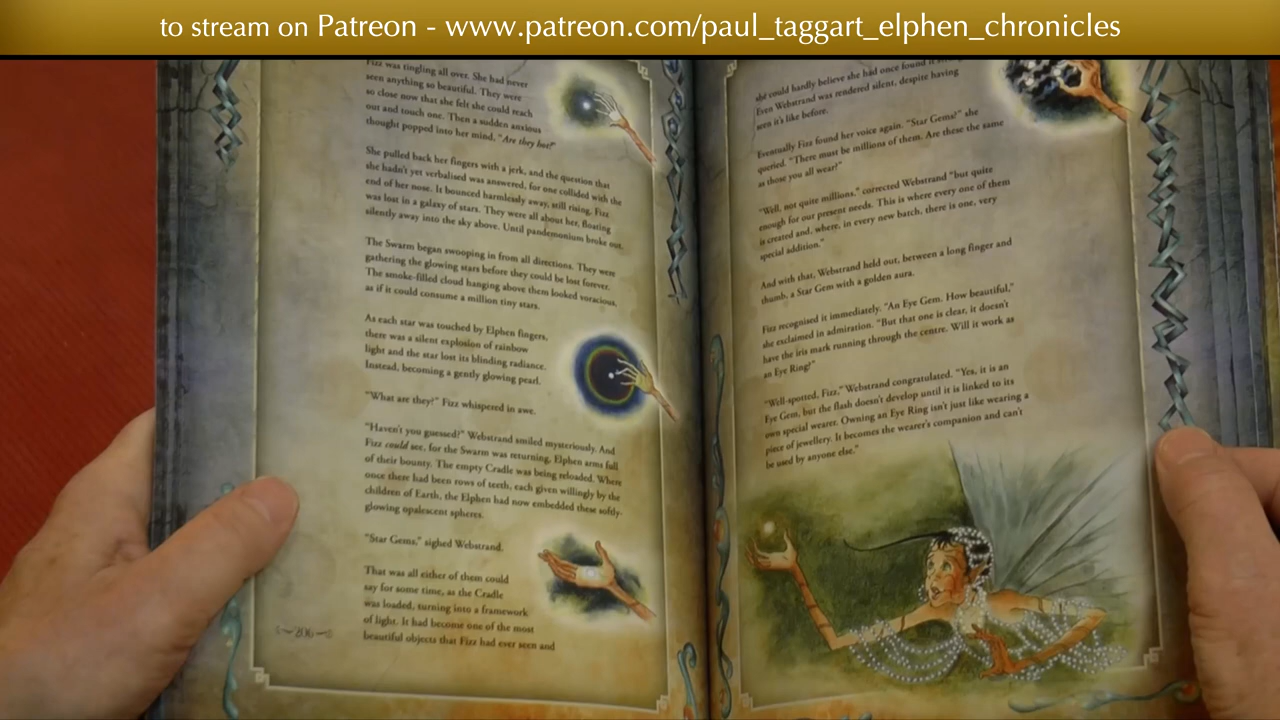 to stream on Patreon - www.patreon.com/paul_taggart_elphen_chronicles
Fizz was tingling all over. She had never
seen anything so beautiful. They were
so close now that she felt she could reach
out and touch one. Then a sudden anxious
thought popped into her mind, "Are they hot?"
She pulled back her fingers with a jerk, and the question that
she hadn't yet verbalised was answered, for one collided with the
end of her nose. It bounced harmlessly away, still rising. Fizz
was lost in a galaxy of stars. They were all about her, floating
silently away into the sky above. Until pandemonium broke out.
The Swarm began swooping in from all directions. They were
gathering the glowing stars before they could be lost forever.
The smoke-filled cloud hanging above them looked voracious,
as if it could consume a million tiny stars.
As each star was touched by Elphen fingers,
there was a silent explosion of rainbow
light and the star lost its blinding radiance.
Instead, becoming a gently glowing pearl.
"What are they?" Fizz whispered in awe.
"Haven't you guessed?" Webstrand smiled mysteriously. And
Fizz could see, for the Swarm was returning, Elphen arms full
of their bounty. The empty Cradle was being reloaded. Where
once there had been rows of teeth, each given willingly by the
children of Earth, the Elphen had now embedded these softly-
glowing opalescent spheres.
"Star Gems," sighed Webstrand.
That was all either of them could
say for some time, as the Cradle
was loaded, turning into a framework
of light. It had become one of the most
beautiful objects that Fizz had ever seen and
206
she could hardly believe she had once found it
Even Webstrand was rendered silent, despite having
seen it's like before.
Eventually Fizz found her voice again. "Star Gems?" she
queried. "There must be millions of them. Are these the same
as those you all wear?"
"Well, not quite millions," corrected Webstrand "but quite
enough for our present needs. This is where every one of them
is created and, where, in every new batch, there is one, very
special addition."
And with that, Webstrand held out, between a long finger and
thumb, a Star Gem with a golden aura.
Fizz recognised it immediately. "An Eye Gem. How beautiful,"
she exclaimed in admiration. "But that one is clear, it doesn't
have the iris mark running through the centre. Will it work as
an Eye Ring?"
"Well-spotted, Fizz," Webstrand congratulated. "Yes, it is an
Eye Gem, but the flash doesn't develop until it is linked to its
own special wearer. Owning an Eye Ring isn't just like wearing a
piece of jewellery. It becomes the wearer's companion and can't
be used by anyone else."